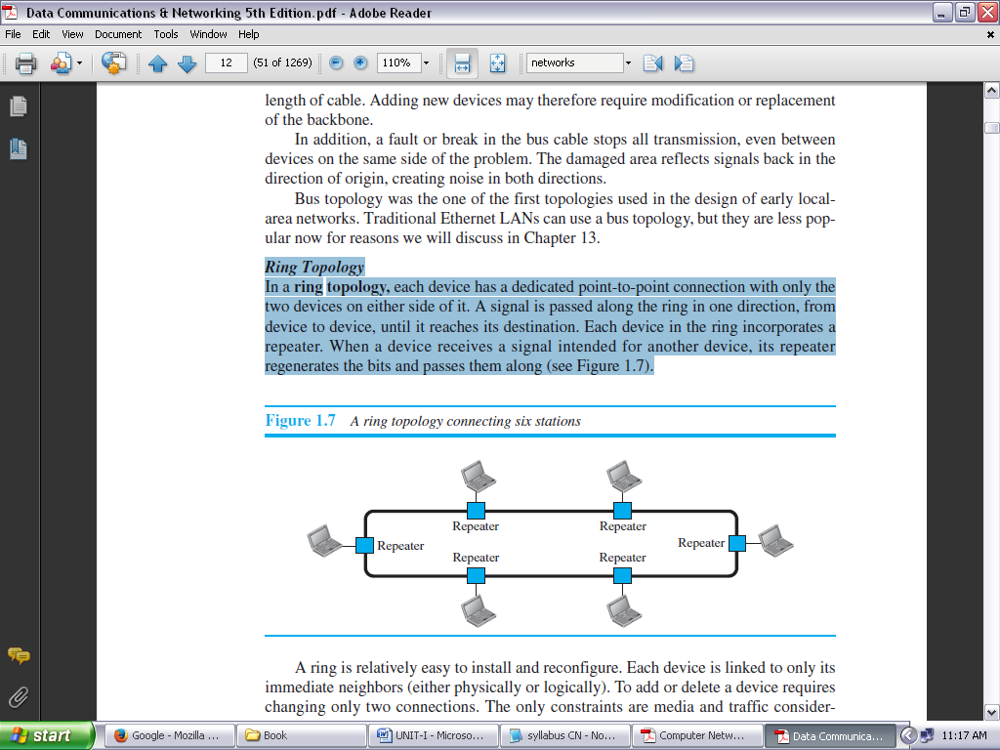 Data Communications & Networking 5th Edition.pdf - Adobe Reader
File Edit View Document Tools Window Help
12 (51 of 1269) 110% networks
length of cable. Adding new devices may therefore require modification or replacement
of the backbone.
In addition, a fault or break in the bus cable stops all transmission, even between
devices on the same side of the problem. The damaged area reflects signals back in the
direction of origin, creating noise in both directions.
Bus topology was the one of the first topologies used in the design of early local-
area networks. Traditional Ethernet LANs can use a bus topology, but they are less pop-
ular now for reasons we will discuss in Chapter 13.
Ring Topology
In a ring topology, each device has a dedicated point-to-point connection with only the
two devices on either side of it. A signal is passed along the ring in one direction, from
device to device, until it reaches its destination. Each device in the ring incorporates a
repeater. When a device receives a signal intended for another device, its repeater
regenerates the bits and passes them along (see Figure 1.7).
Figure 1.7 A ring topology connecting six stations
Repeater Repeater
Repeater Repeater
Repeater Repeater
A ring is relatively easy to install and reconfigure. Each device is linked to only its
immediate neighbors (either physically or logically). To add or delete a device requires
changing only two connections. The only constraints are media and traffic consider-
start Google - Mozilla ... Book UNIT-I - Microso... syllabus CN - No... Computer Netw... Data Communica... 11:17 AM